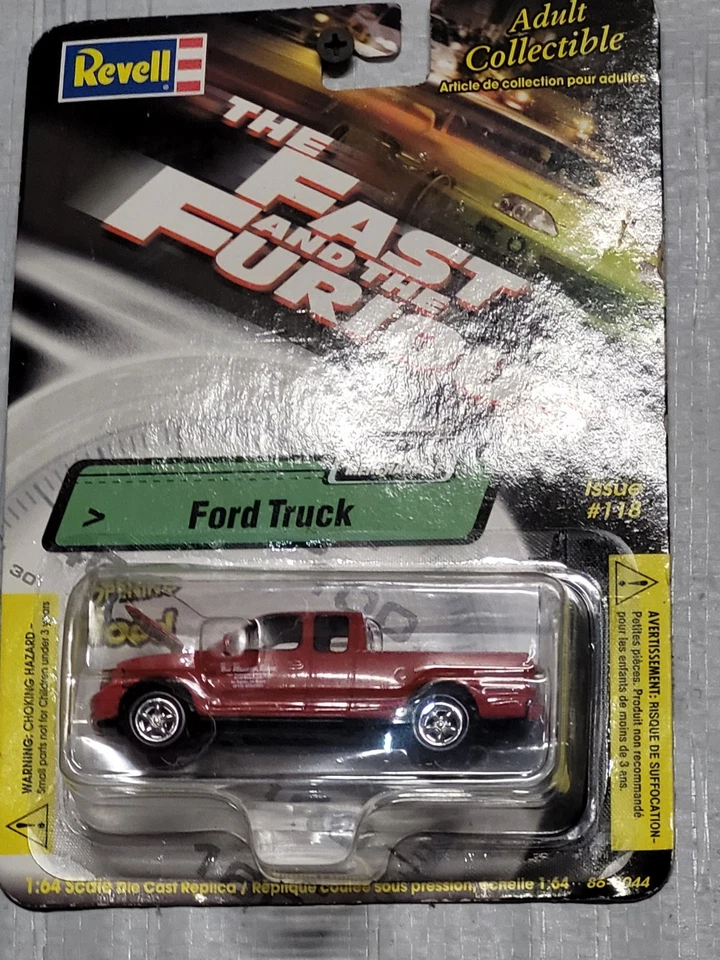 Revell
Adult
Collectible
Article de collection pour adultes
THE
FAST
AND THE
FURIOUS
> Ford Truck
Issue
#118
30
OPENING
WARNING: CHOKING HAZARD -
Small parts not for Children under 3 years
AVERTISSEMENT: RISQUE DE SUFFOCATION-
Petites pièces. Produit non recommandé
pour les enfants de moins de 3 ans.
1:64 Scale Die Cast Replica / Réplique coulée sous pression, échelle 1:64